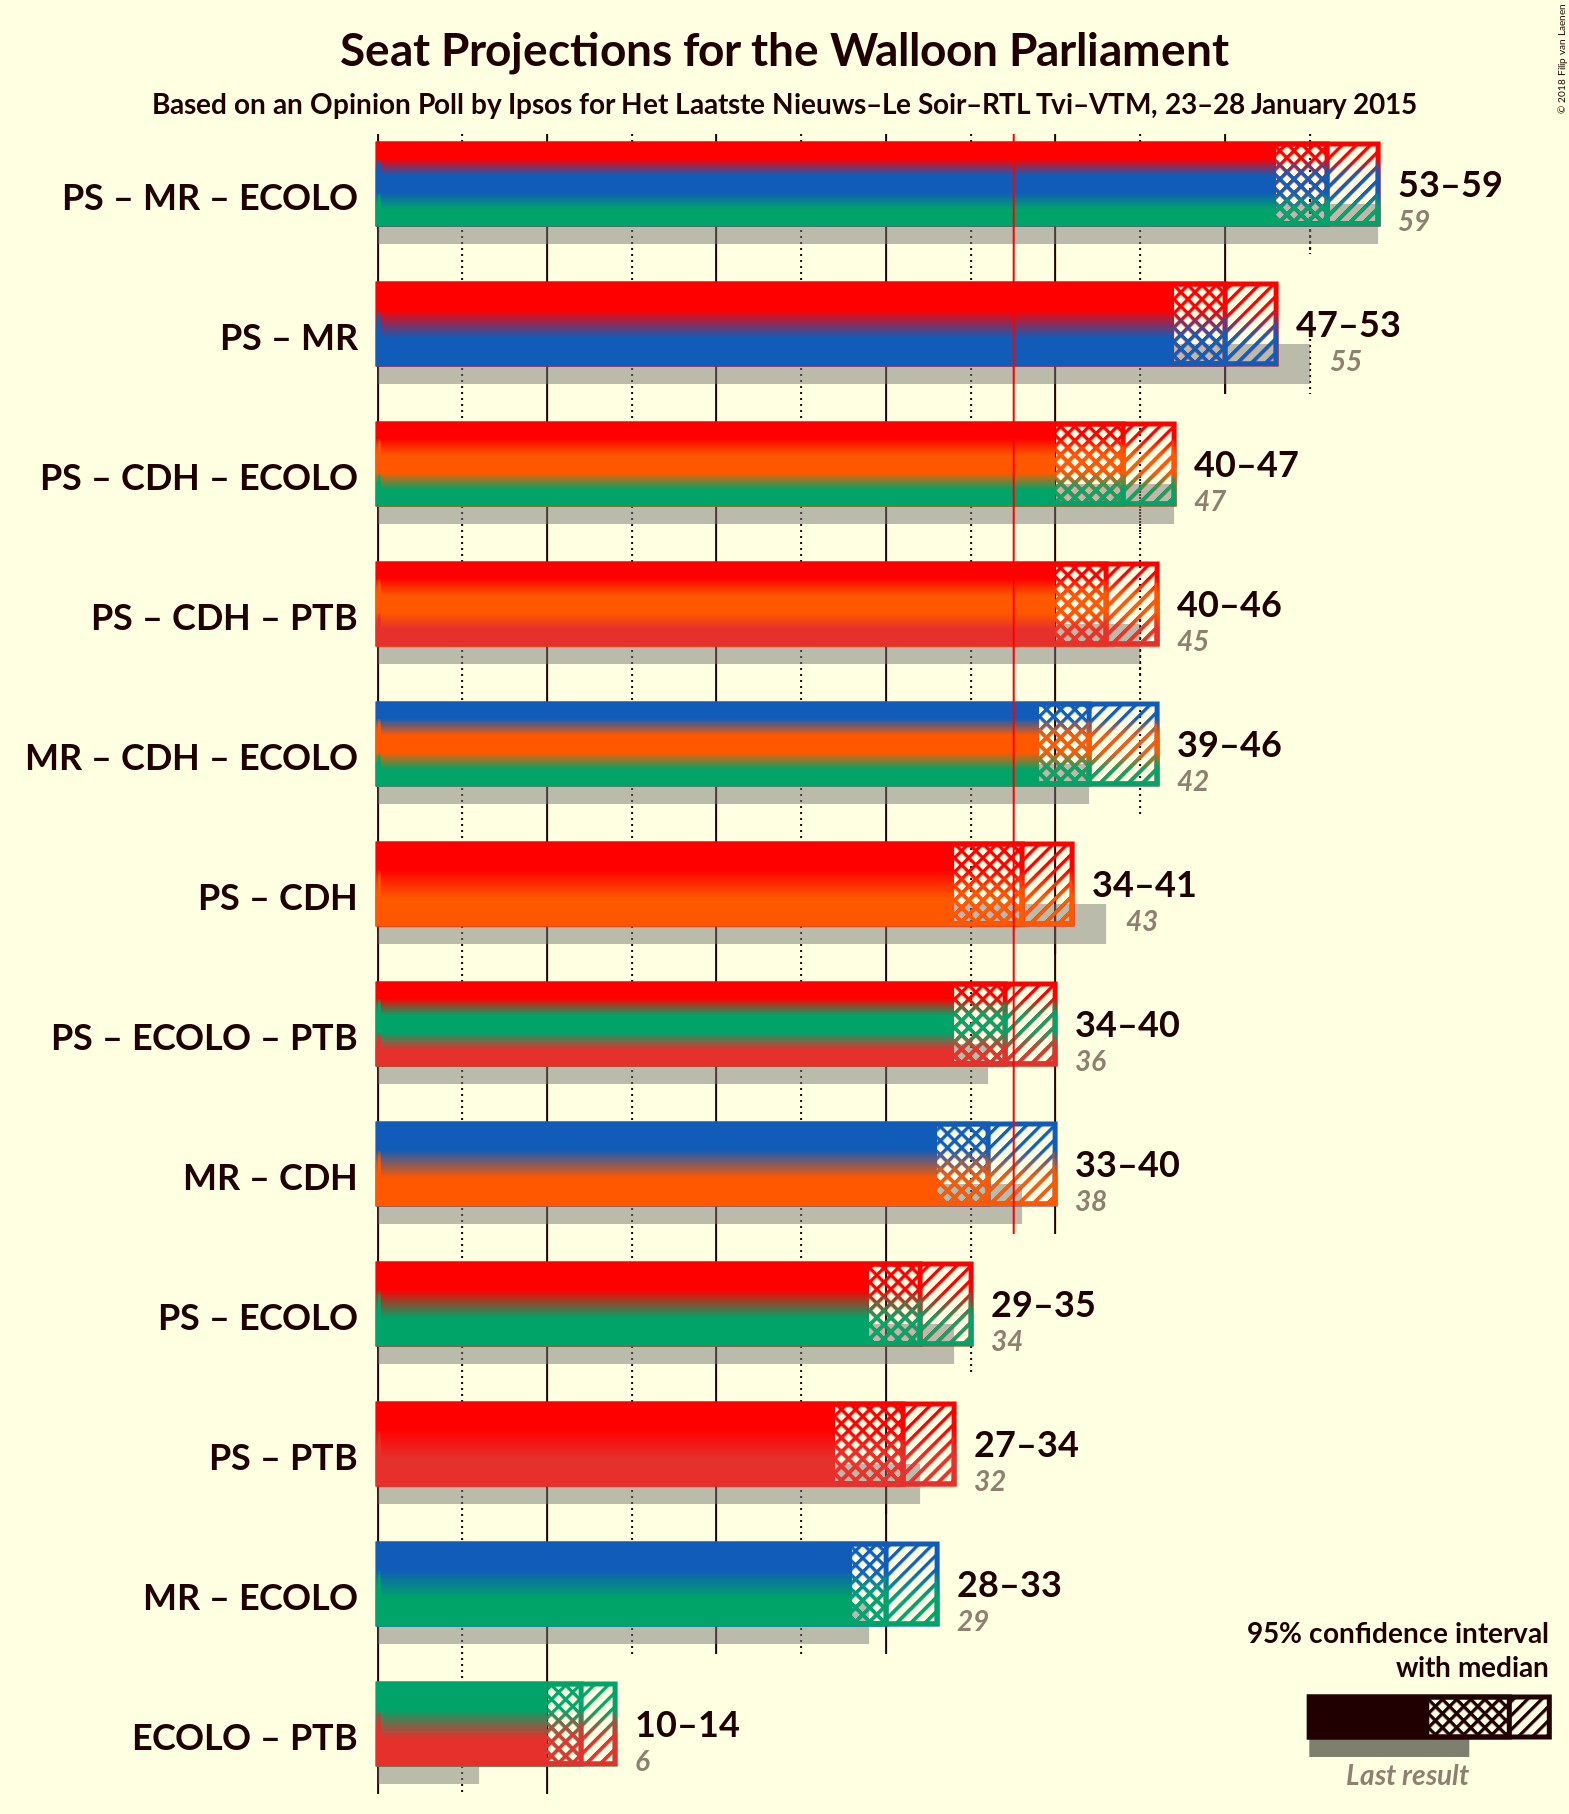 Seat Projections for the Walloon Parliament
Based on an Opinion Poll by Ipsos for Het Laatste Nieuws–Le Soir–RTL Tvi–VTM, 23–28 January 2015
© 2018 Filip van Laenen
PS – MR – ECOLO
53–59
59
PS – MR
47–53
55
PS – CDH – ECOLO
40–47
47
PS – CDH – PTB
40–46
45
MR – CDH – ECOLO
39–46
42
PS – CDH
34–41
43
PS – ECOLO – PTB
34–40
36
MR – CDH
33–40
38
PS – ECOLO
29–35
34
PS – PTB
27–34
32
MR – ECOLO
28–33
29
ECOLO – PTB
10–14
6
95% confidence interval
with median
Last result